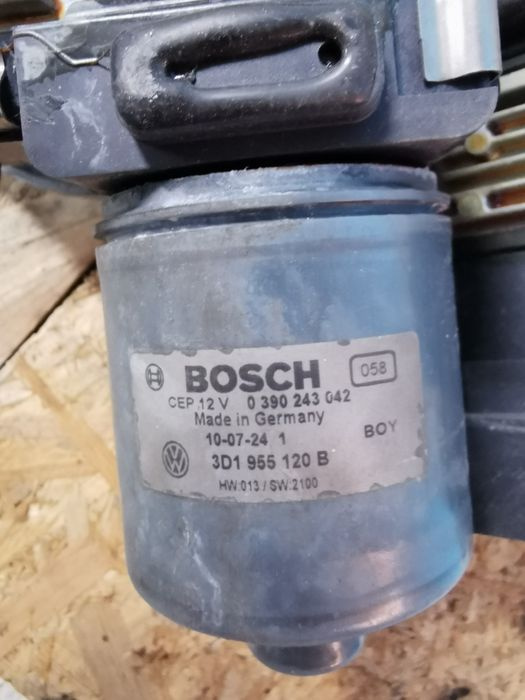 BOSCH 058
CEP 12 V 0 390 243 042
Made in Germany
10-07-24 1 BOY
3D1 955 120 B
HW:013 / SW:2100